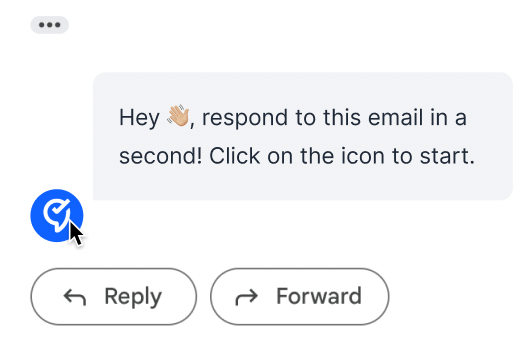 Hey 👋🏼, respond to this email in a
second! Click on the icon to start.
Reply
Forward